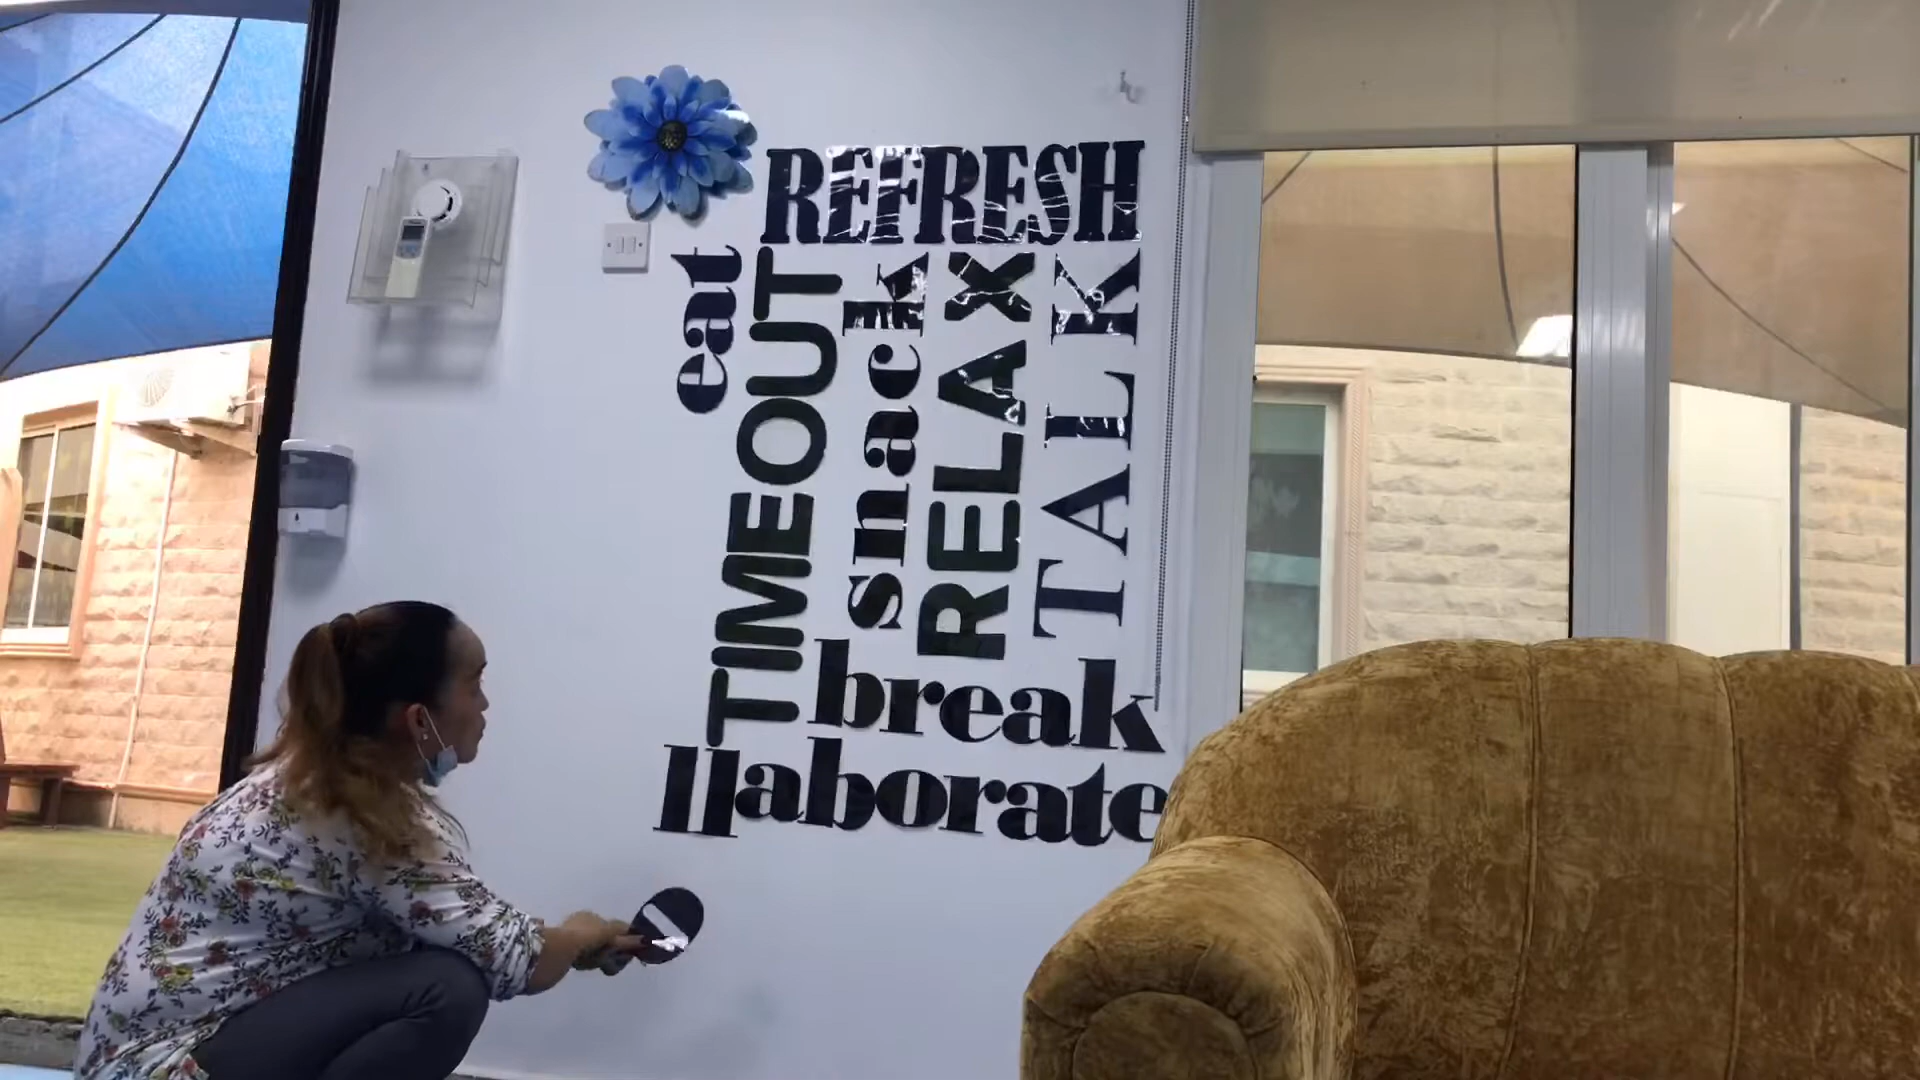 REFRESH
eat
TIMEOUT
snack
RELAX
TALK
break
llaborate
o